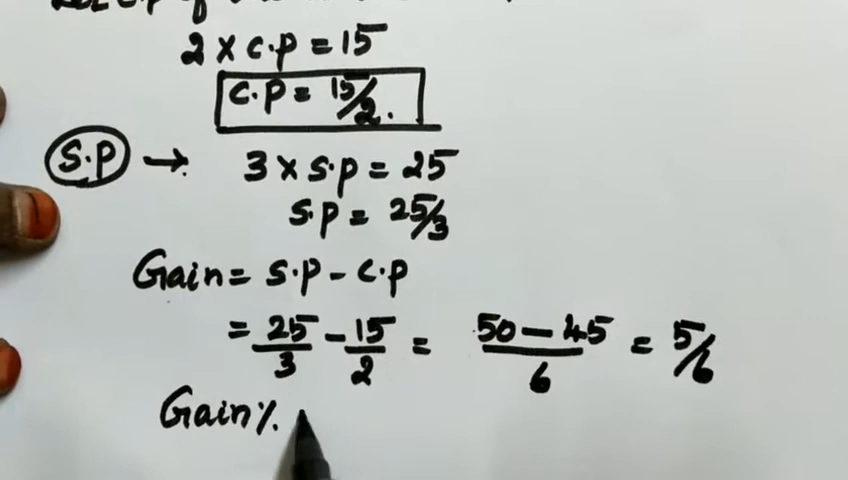 C.P of
2 × C.P = 15
C.P = 15/2.
S.P → 3 × S.P = 25
S.P = 25/3
Gain = S.P - C.P
= 25/3 - 15/2 = 50 - 45/6 = 5/6
Gain%.